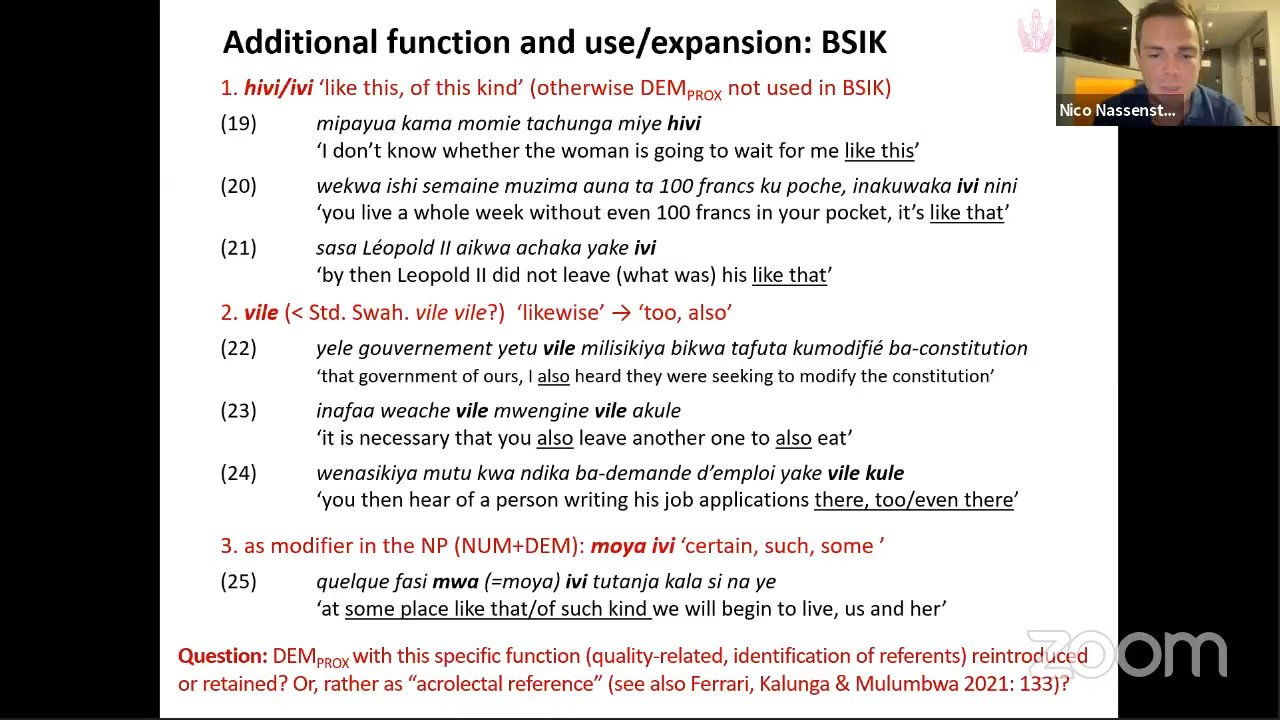 Additional function and use/expansion: BSIK
1. hivi/ivi ‘like this, of this kind’ (otherwise DEMPROX not used in BSIK)
(19) mipayua kama momie tachunga miye hivi
‘I don’t know whether the woman is going to wait for me like this’
(20) wekwa ishi semaine muzima auna ta 100 francs ku poche, inakuwaka ivi nini
‘you live a whole week without even 100 francs in your pocket, it’s like that’
(21) sasa Léopold II aikwa achaka yake ivi
‘by then Leopold II did not leave (what was) his like that’
2. vile (< Std. Swah. vile vile?) ‘likewise’ → ‘too, also’
(22) yele gouvernement yetu vile milisikiya bikwa tafuta kumodifié ba-constitution
‘that government of ours, I also heard they were seeking to modify the constitution’
(23) inafaa weache vile mwengine vile akule
‘it is necessary that you also leave another one to also eat’
(24) wenasikiya mutu kwa ndika ba-demande d’emploi yake vile kule
‘you then hear of a person writing his job applications there, too/even there’
3. as modifier in the NP (NUM+DEM): moya ivi ‘certain, such, some ’
(25) quelque fasi mwa (=moya) ivi tutanja kala si na ye
‘at some place like that/of such kind we will begin to live, us and her’
Question: DEMPROX with this specific function (quality-related, identification of referents) reintroduced
or retained? Or, rather as “acrolectal reference” (see also Ferrari, Kalunga & Mulumbwa 2021: 133)?
Nico Nassenst...
zoom